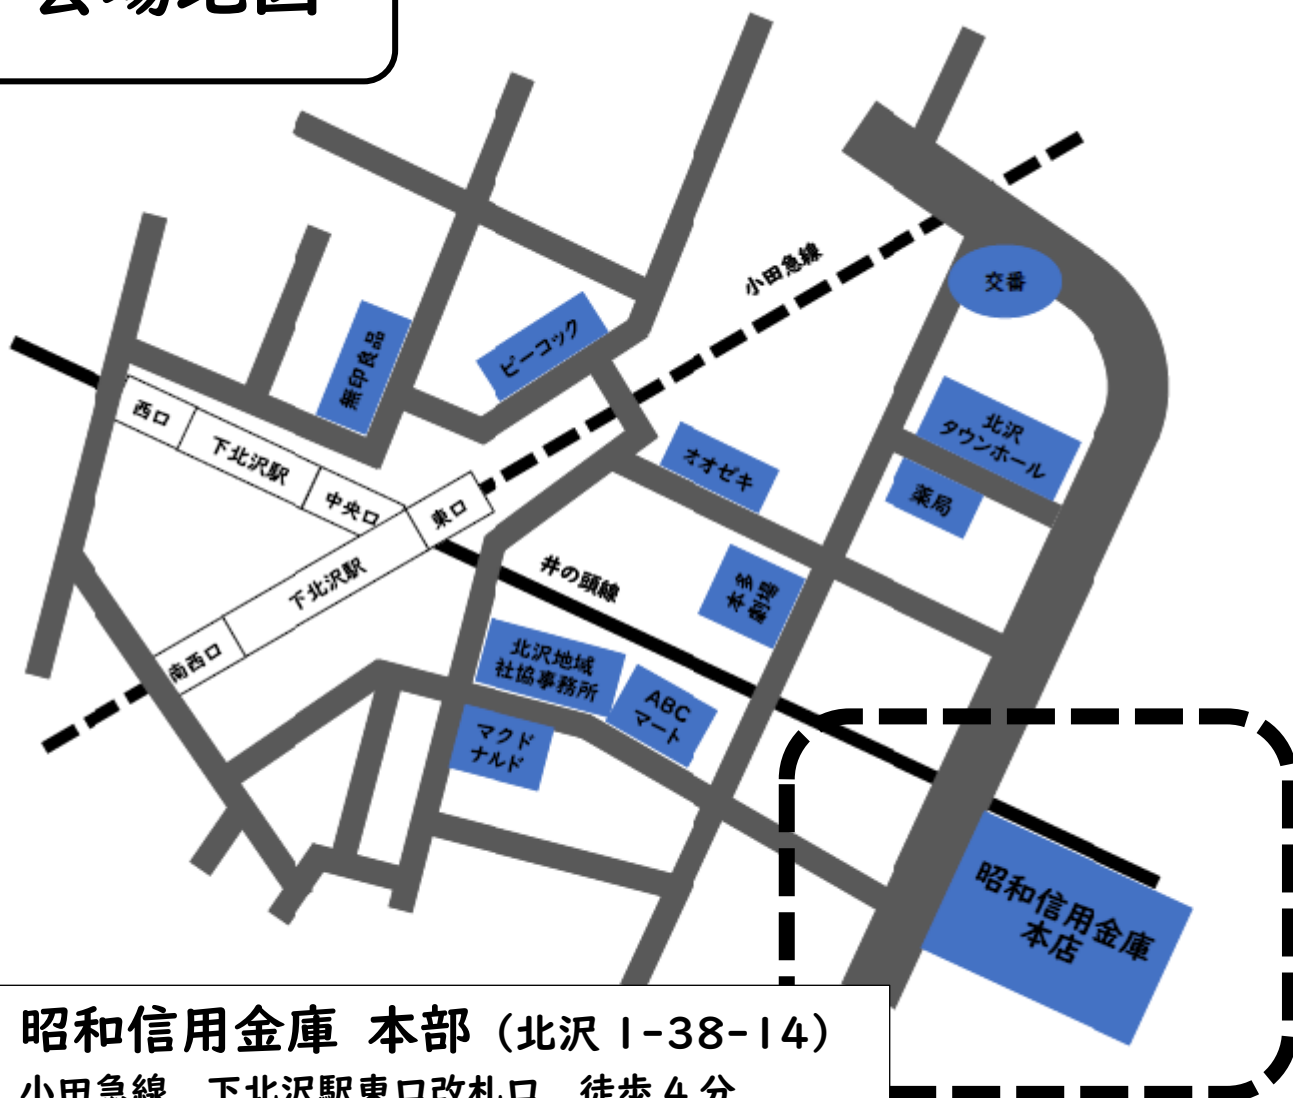 会場地図
小田急線
交番
ピーコック
無印良品
北沢
タウンホール
西口
下北沢駅
中央口
東口
オオゼキ
薬局
下北沢駅
井の頭線
本多
劇場
南西口
北沢地域
社協事務所
ABC
マート
マクド
ナルド
昭和信用金庫
本店
昭和信用金庫 本部（北沢 1-38-14）
小田急線 下北沢駅東口改札口 徒歩 4 分